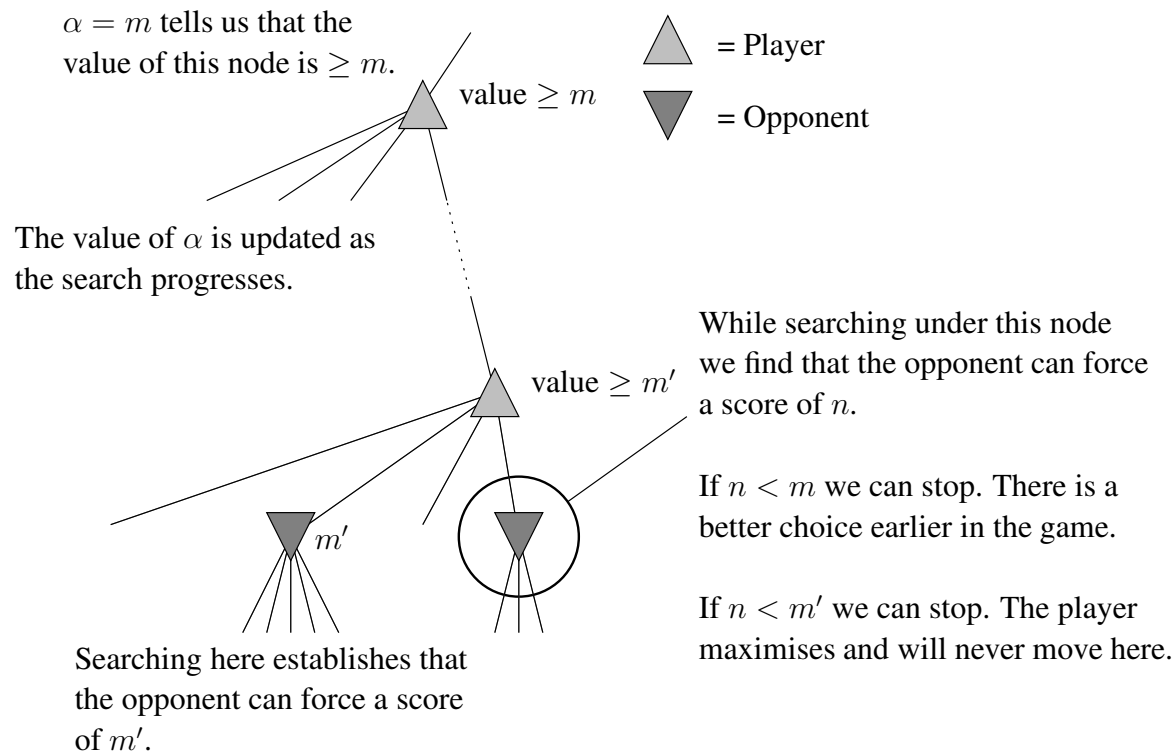 α = m tells us that the
value of this node is ≥ m.
= Player
value ≥ m
= Opponent
The value of α is updated as
the search progresses.
While searching under this node
we find that the opponent can force
a score of n.
value ≥ m′
If n < m we can stop. There is a
better choice earlier in the game.
m′
If n < m′ we can stop. The player
maximises and will never move here.
Searching here establishes that
the opponent can force a score
of m′.